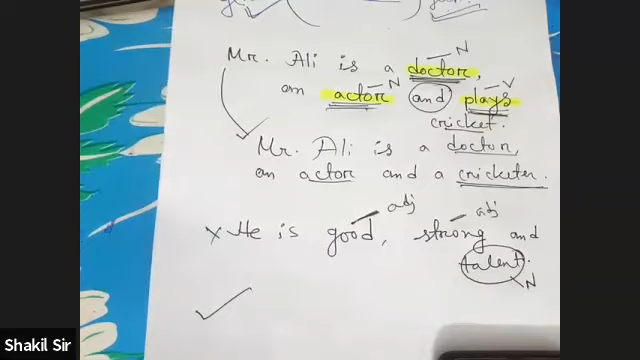 Mr. Ali is a doctor, N
an actor N and plays V
cricket.
Mr. Ali is a doctor,
an actor and a cricketer.
x He is good, adj strong adj and
talent. N
Shakil Sir